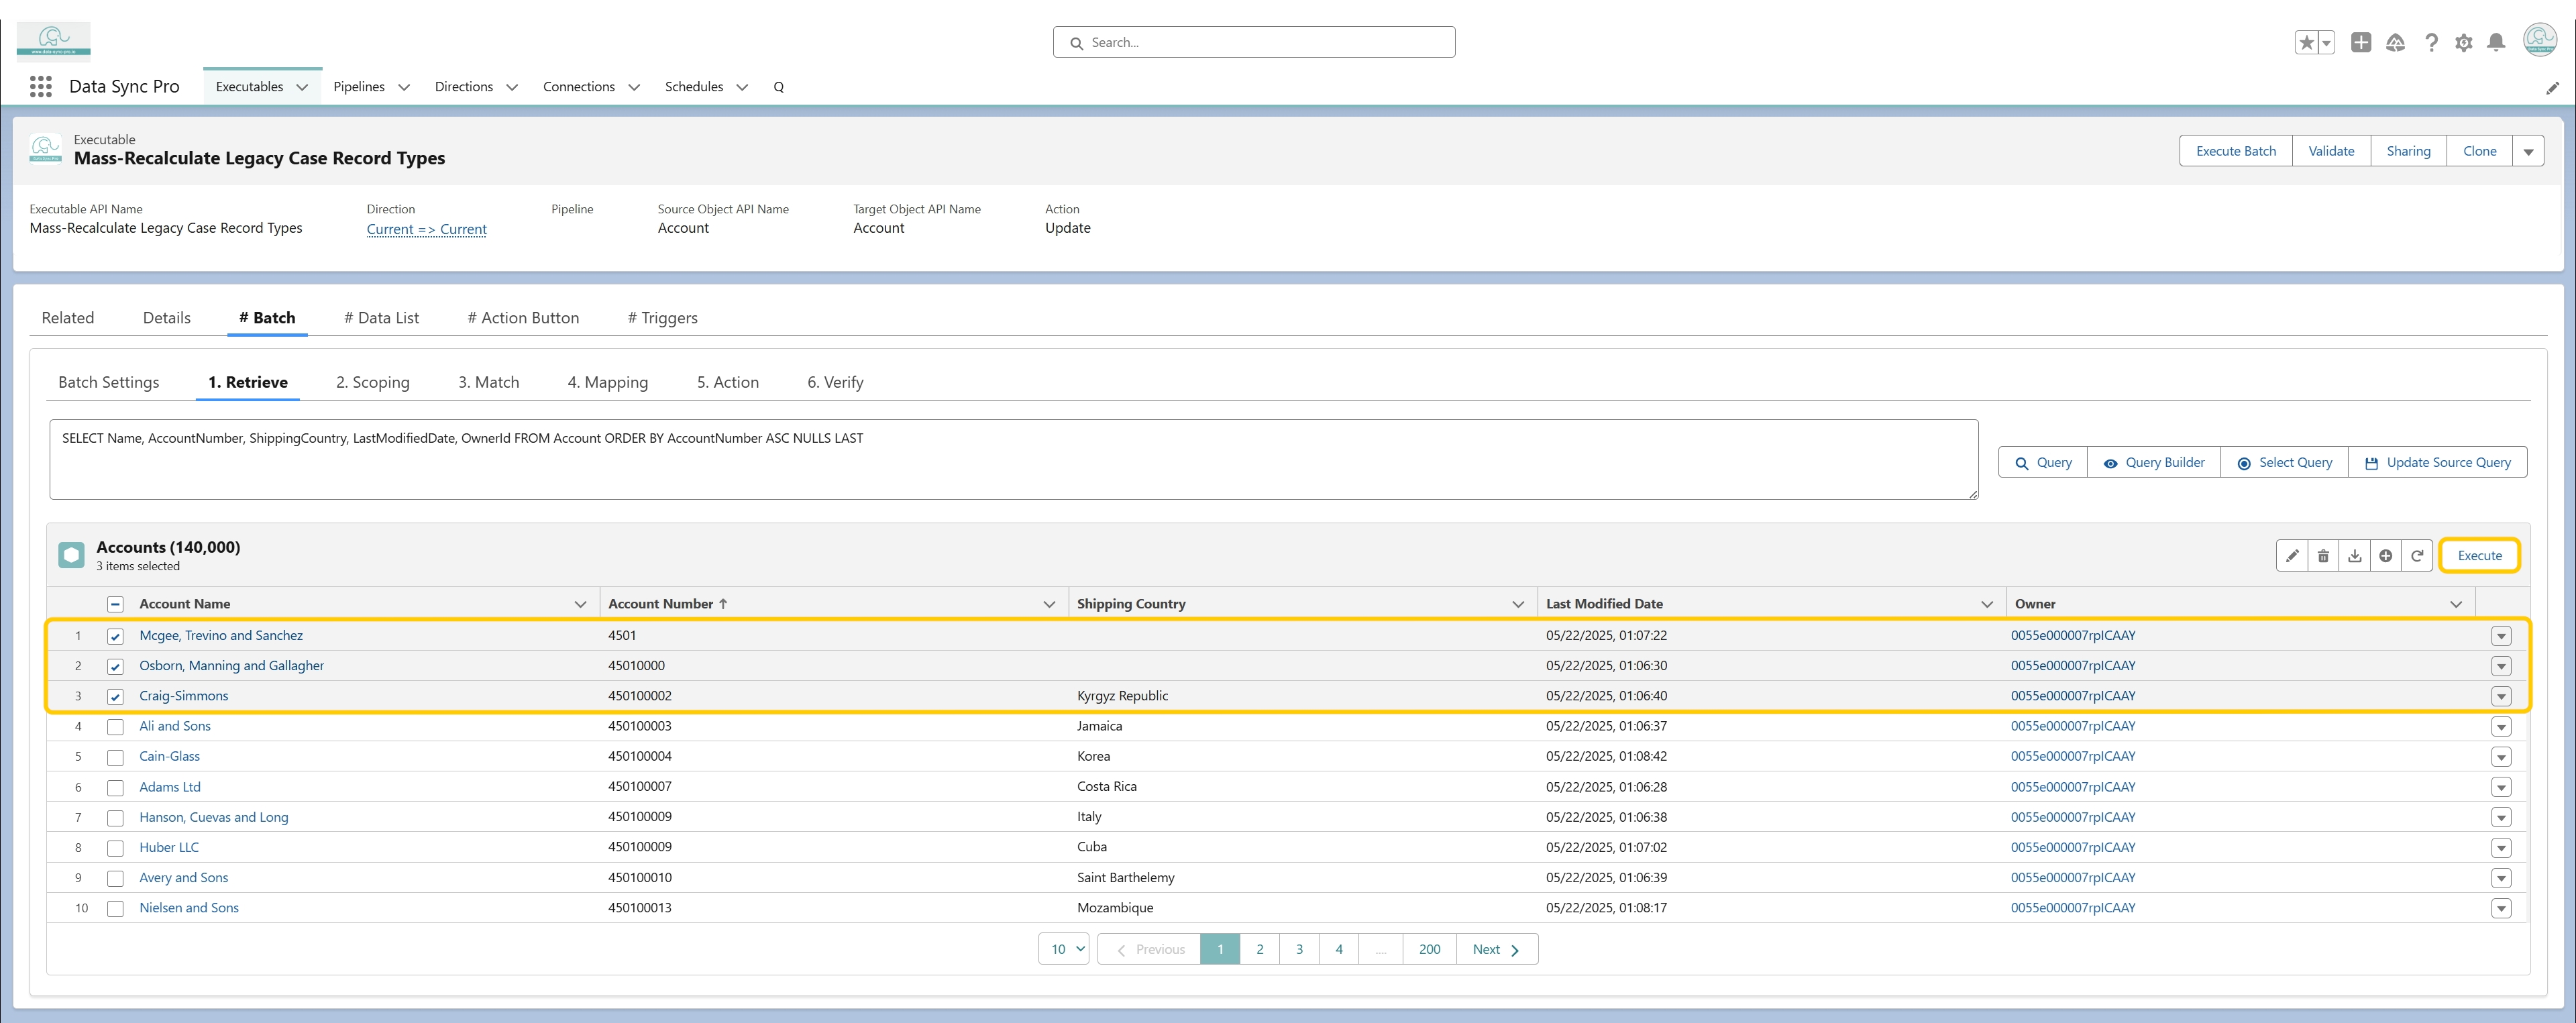 www.data-sync-pro.io
Search...
Data Sync Pro
Executables
Pipelines
Directions
Connections
Schedules
Q
Executable
Mass-Recalculate Legacy Case Record Types
Execute Batch
Validate
Sharing
Clone
Executable API Name
Direction
Pipeline
Source Object API Name
Target Object API Name
Action
Mass-Recalculate Legacy Case Record Types
Current => Current
Account
Account
Update
Related
Details
# Batch
# Data List
# Action Button
# Triggers
Batch Settings
1. Retrieve
2. Scoping
3. Match
4. Mapping
5. Action
6. Verify
SELECT Name, AccountNumber, ShippingCountry, LastModifiedDate, OwnerId FROM Account ORDER BY AccountNumber ASC NULLS LAST
Query
Query Builder
Select Query
Update Source Query
Accounts (140,000)
3 items selected
Execute
Account Name Account Number Shipping Country Last Modified Date Owner
1 Mcgee, Trevino and Sanchez 4501 05/22/2025, 01:07:22 0055e000007rpICAAY
2 Osborn, Manning and Gallagher 45010000 05/22/2025, 01:06:30 0055e000007rpICAAY
3 Craig-Simmons 450100002 Kyrgyz Republic 05/22/2025, 01:06:40 0055e000007rpICAAY
4 Ali and Sons 450100003 Jamaica 05/22/2025, 01:06:37 0055e000007rpICAAY
5 Cain-Glass 450100004 Korea 05/22/2025, 01:08:42 0055e000007rpICAAY
6 Adams Ltd 450100007 Costa Rica 05/22/2025, 01:06:28 0055e000007rpICAAY
7 Hanson, Cuevas and Long 450100009 Italy 05/22/2025, 01:06:38 0055e000007rpICAAY
8 Huber LLC 450100009 Cuba 05/22/2025, 01:07:02 0055e000007rpICAAY
9 Avery and Sons 450100010 Saint Barthelemy 05/22/2025, 01:06:39 0055e000007rpICAAY
10 Nielsen and Sons 450100013 Mozambique 05/22/2025, 01:08:17 0055e000007rpICAAY
10 Previous 1 2 3 4 .... 200 Next